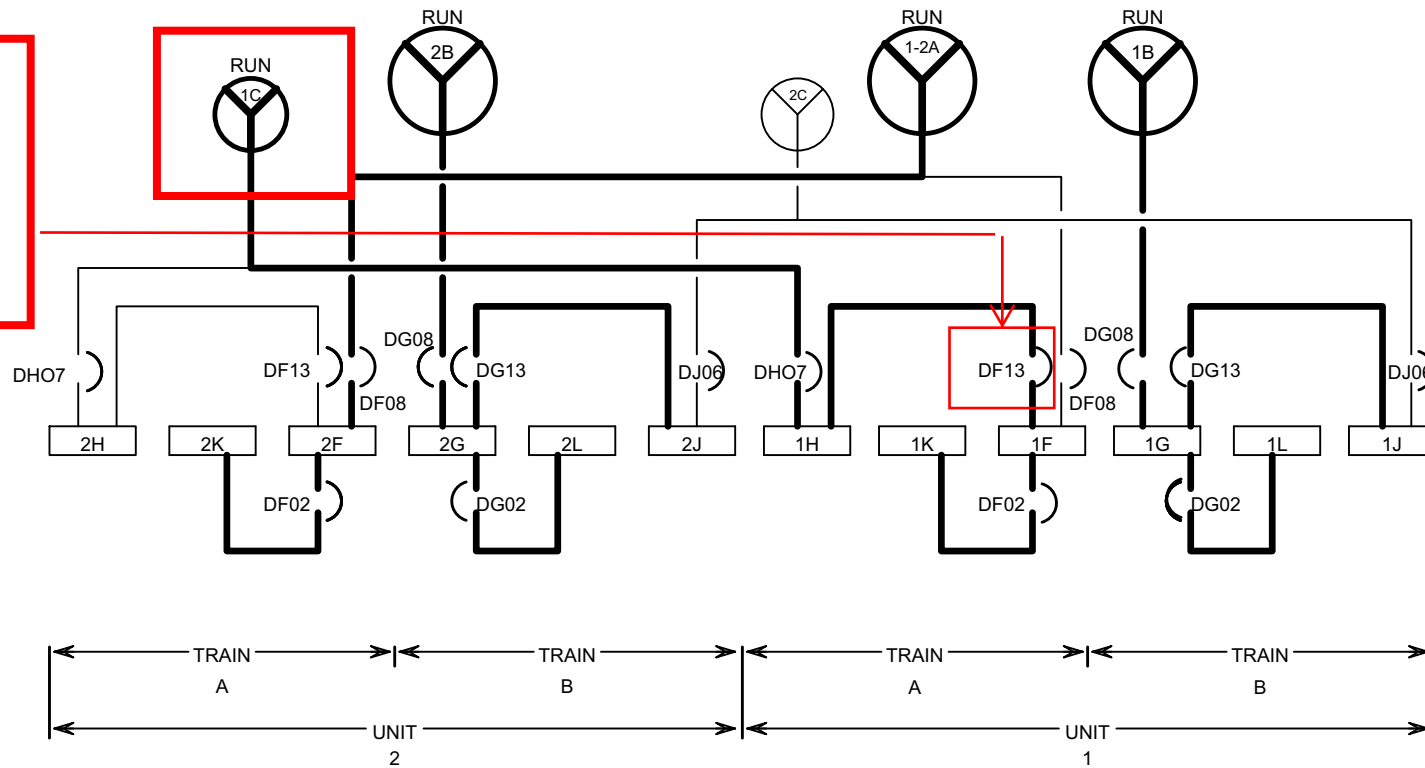 RUN
RUN
RUN
RUN
2B
1-2A
1B
1C
2C
DHO7
DF13
DF08
DG08
DG13
DJ06
DHO7
DF13
DF08
DG08
DG13
DJ06
2H
2K
2F
2G
2L
2J
1H
1K
1F
1G
1L
1J
DF02
DG02
DF02
DG02
TRAIN
A
TRAIN
B
TRAIN
A
TRAIN
B
UNIT
2
UNIT
1